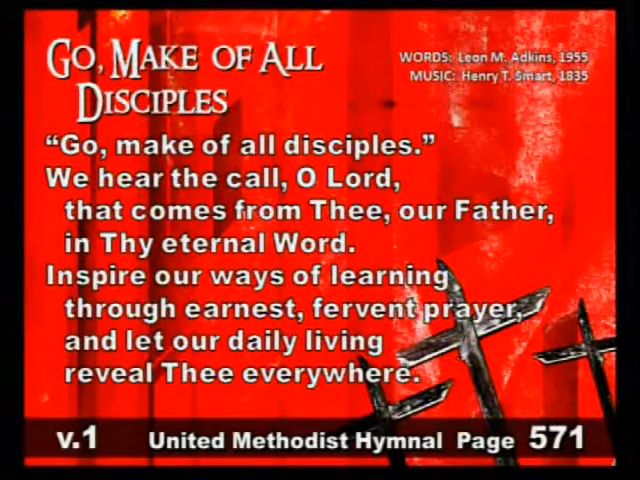 Go, Make of All
Disciples
WORDS: Leon M. Adkins, 1955
MUSIC: Henry T. Smart, 1835
“Go, make of all disciples.”
We hear the call, O Lord,
that comes from Thee, our Father,
in Thy eternal Word.
Inspire our ways of learning
through earnest, fervent prayer,
and let our daily living
reveal Thee everywhere.
v.1 United Methodist Hymnal Page 571